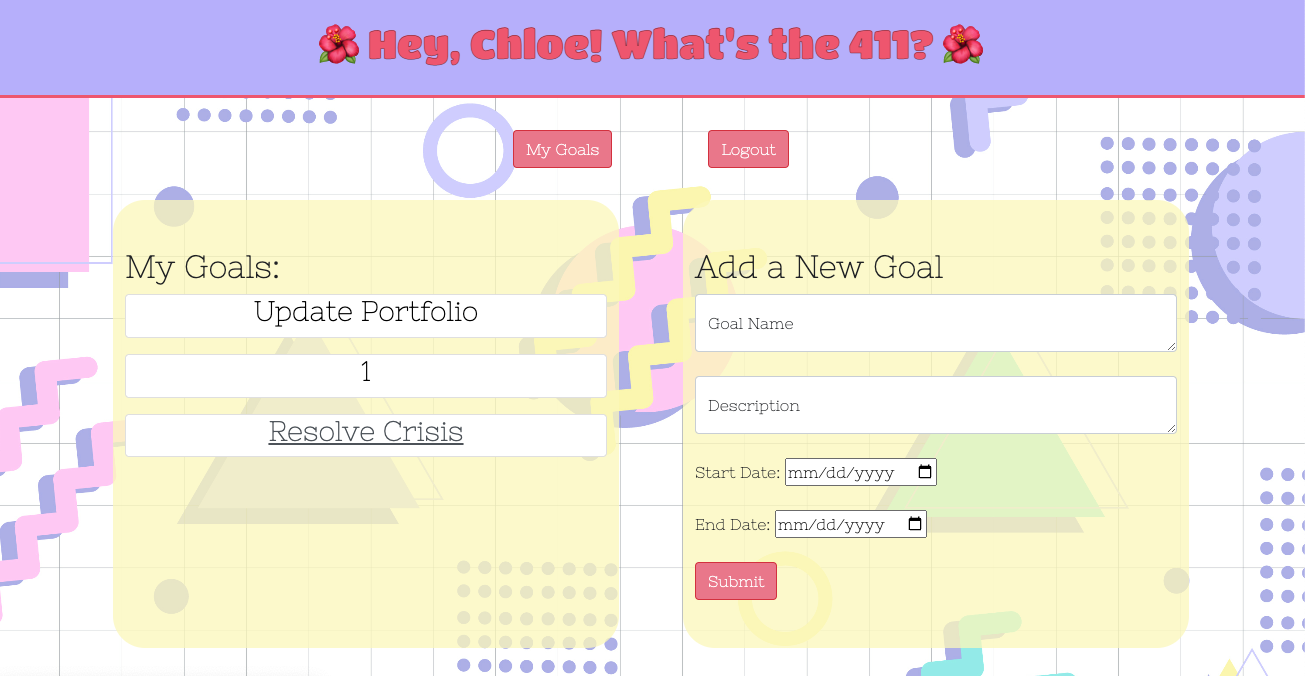 🌺 Hey, Chloe! What's the 411? 🌺
My Goals
Logout
My Goals:
Update Portfolio
1
Resolve Crisis
Add a New Goal
Goal Name
Description
Start Date: mm/dd/yyyy
End Date: mm/dd/yyyy
Submit